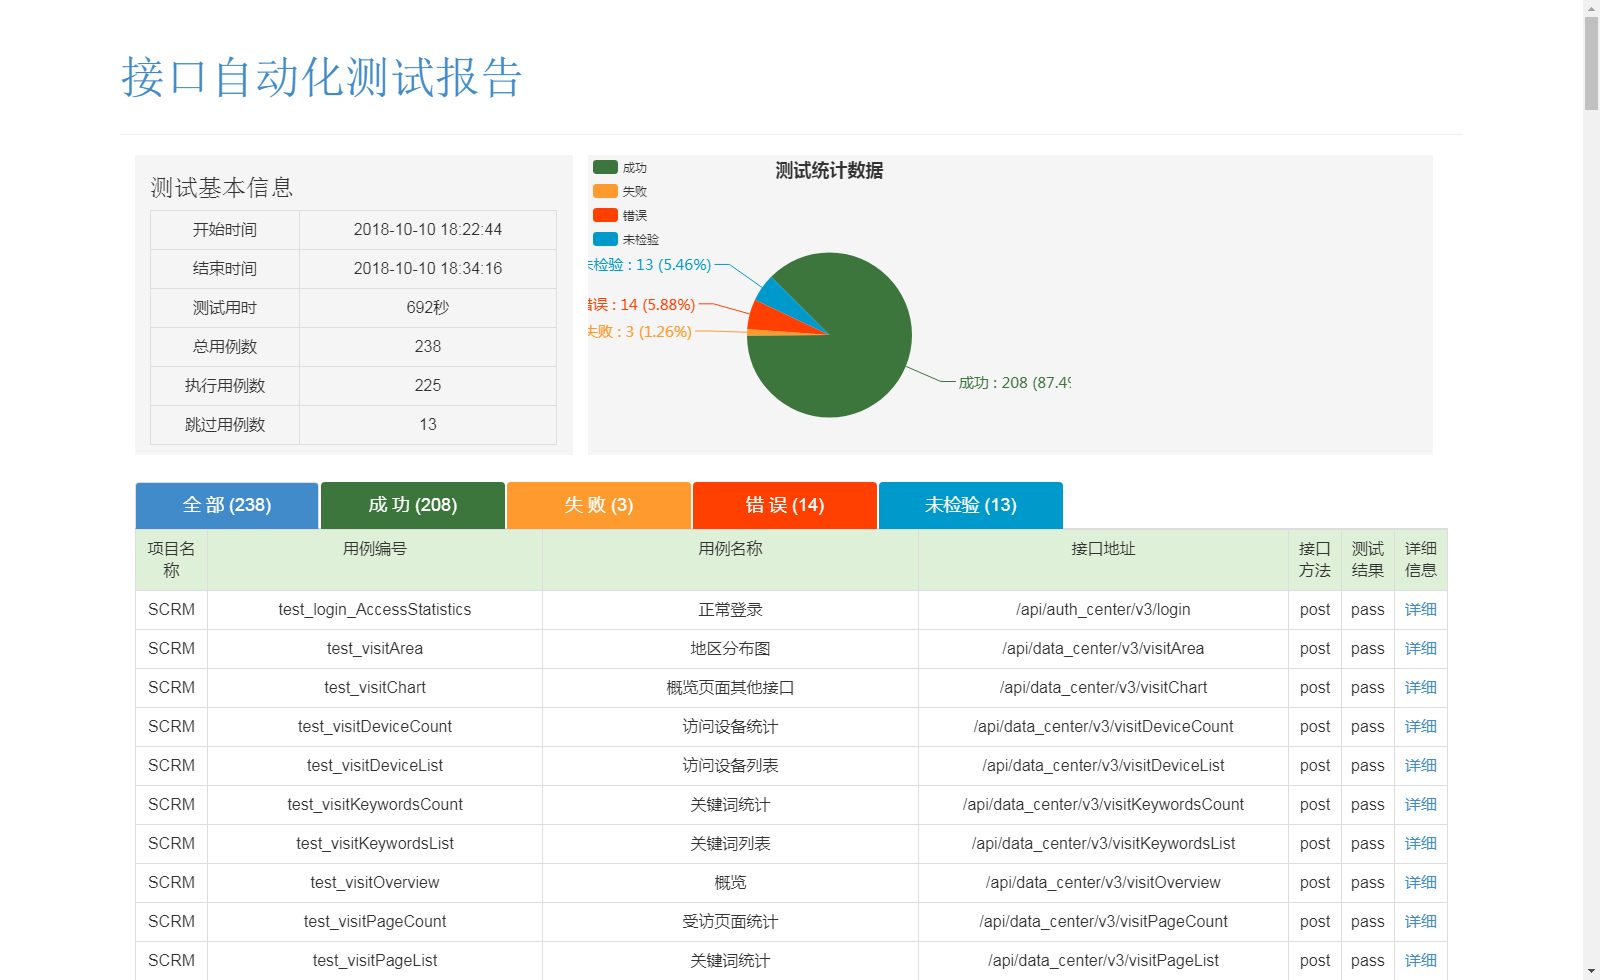 接口自动化测试报告
测试基本信息
开始时间 2018-10-10 18:22:44
结束时间 2018-10-10 18:34:16
测试用时 692秒
总用例数 238
执行用例数 225
跳过用例数 13
测试统计数据
成功
失败
错误
未检验
未检验 : 13 (5.46%)
错误 : 14 (5.88%)
失败 : 3 (1.26%)
成功 : 208 (87.4%
全 部 (238) 成 功 (208) 失 败 (3) 错 误 (14) 未检验 (13)
项目名称 用例编号 用例名称 接口地址 接口方法 测试结果 详细信息
SCRM test_login_AccessStatistics 正常登录 /api/auth_center/v3/login post pass 详细
SCRM test_visitArea 地区分布图 /api/data_center/v3/visitArea post pass 详细
SCRM test_visitChart 概览页面其他接口 /api/data_center/v3/visitChart post pass 详细
SCRM test_visitDeviceCount 访问设备统计 /api/data_center/v3/visitDeviceCount post pass 详细
SCRM test_visitDeviceList 访问设备列表 /api/data_center/v3/visitDeviceList post pass 详细
SCRM test_visitKeywordsCount 关键词统计 /api/data_center/v3/visitKeywordsCount post pass 详细
SCRM test_visitKeywordsList 关键词列表 /api/data_center/v3/visitKeywordsList post pass 详细
SCRM test_visitOverview 概览 /api/data_center/v3/visitOverview post pass 详细
SCRM test_visitPageCount 受访页面统计 /api/data_center/v3/visitPageCount post pass 详细
SCRM test_visitPageList 关键词统计 /api/data_center/v3/visitPageList post pass 详细